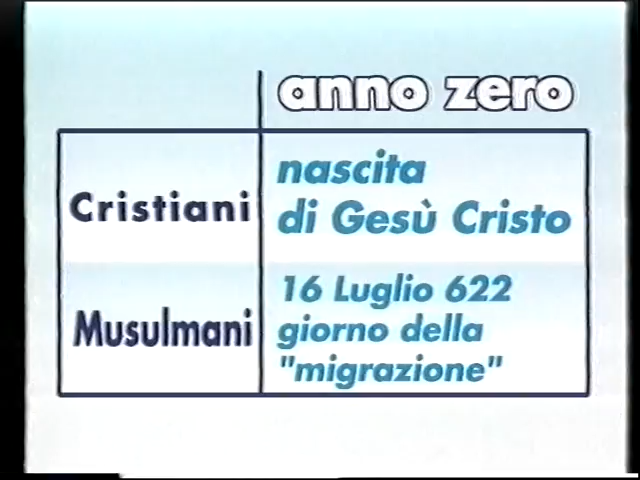 anno zero
Cristiani
nascita
di Gesù Cristo
Musulmani
16 Luglio 622
giorno della
"migrazione"